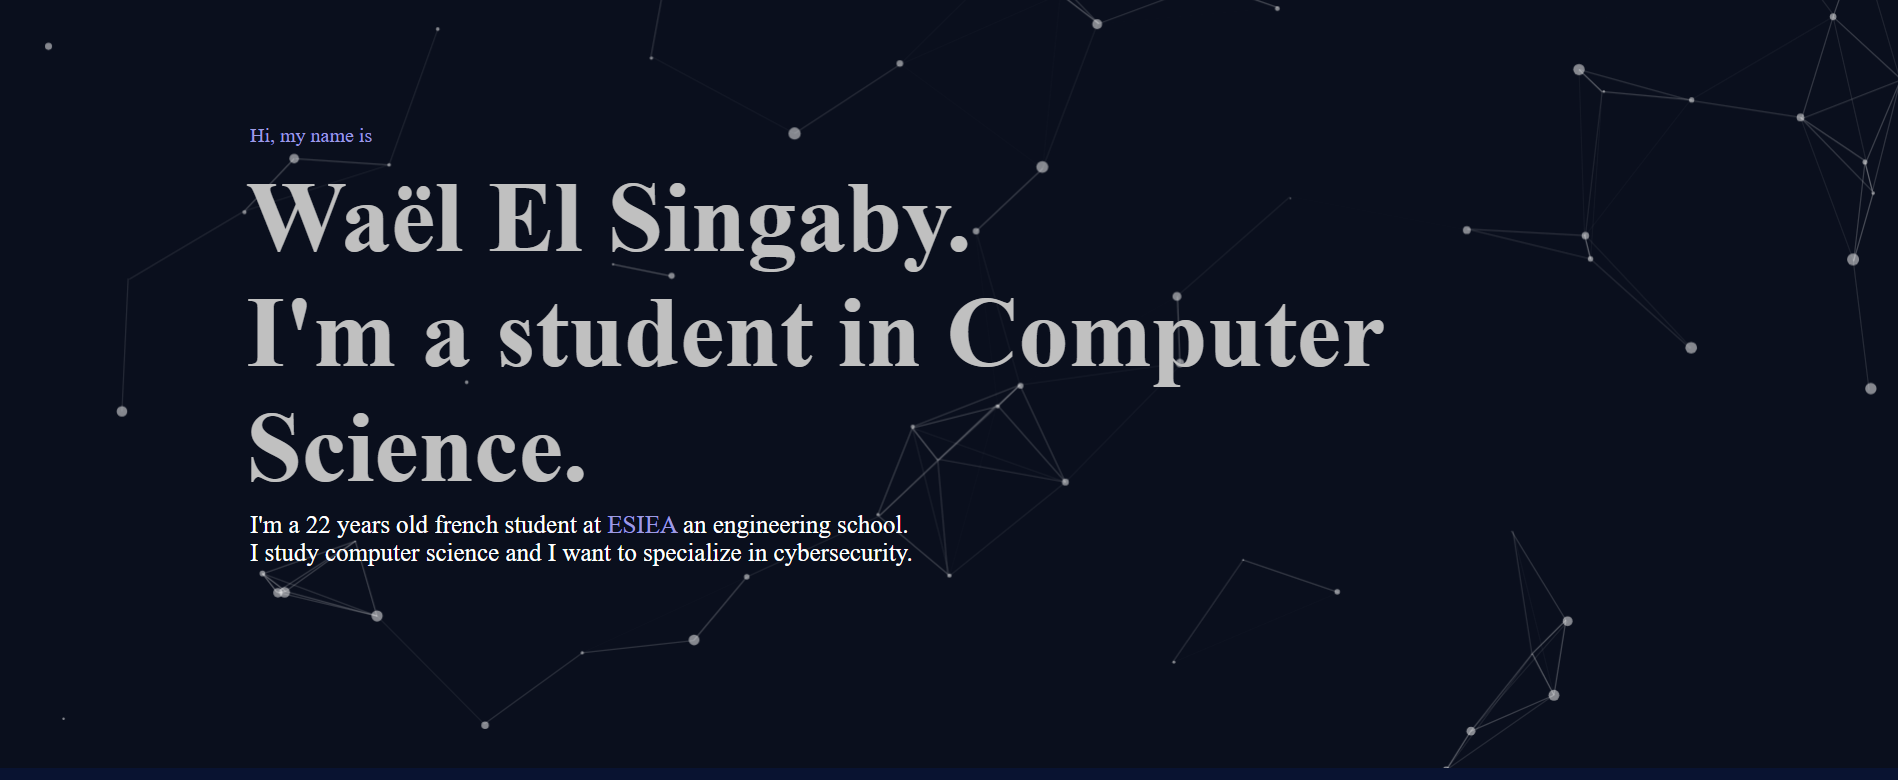 Hi, my name is
Waël El Singaby.
I'm a student in Computer
Science.
I'm a 22 years old french student at ESIEA an engineering school.
I study computer science and I want to specialize in cybersecurity.